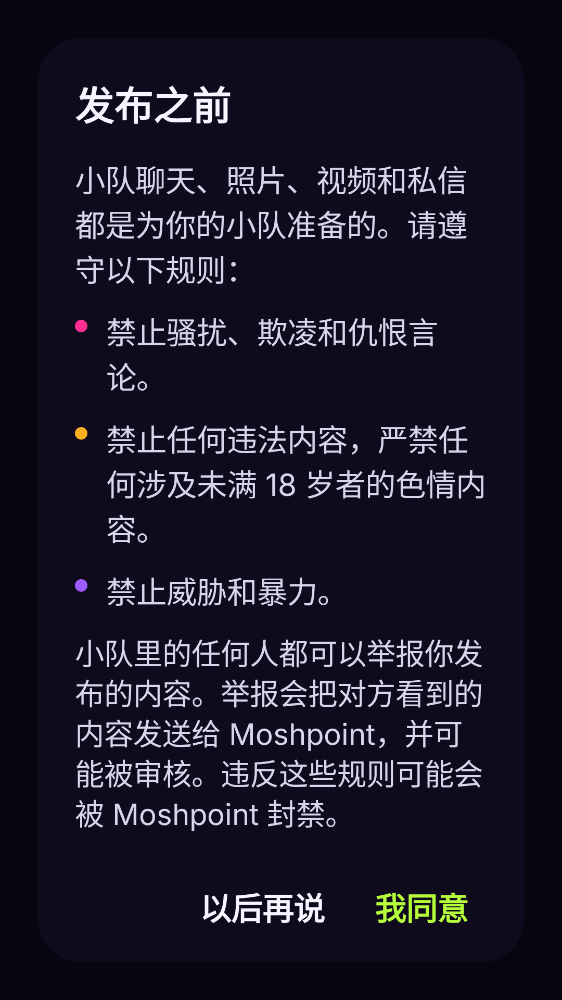 发布之前
小队聊天、照片、视频和私信
都是为你的小队准备的。请遵
守以下规则：
禁止骚扰、欺凌和仇恨言
论。
禁止任何违法内容，严禁任
何涉及未满 18 岁者的色情内
容。
禁止威胁和暴力。
小队里的任何人都可以举报你发
布的内容。举报会把对方看到的
内容发送给 Moshpoint，并可
能被审核。违反这些规则可能会
被 Moshpoint 封禁。
以后再说 我同意